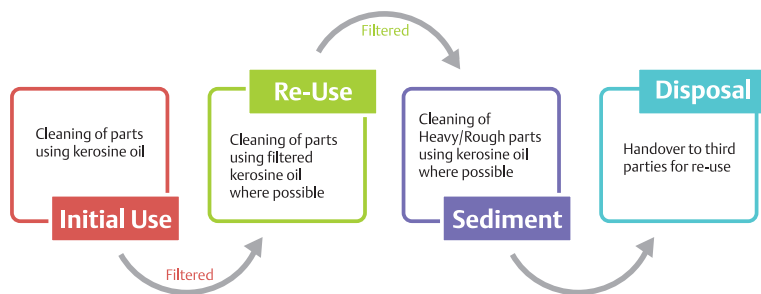 Filtered
Cleaning of parts
using kerosine oil
Initial Use
Filtered
Re-Use
Cleaning of parts
using filtered
kerosine oil
where possible
Cleaning of
Heavy/Rough parts
using kerosine oil
where possible
Sediment
Disposal
Handover to third
parties for re-use